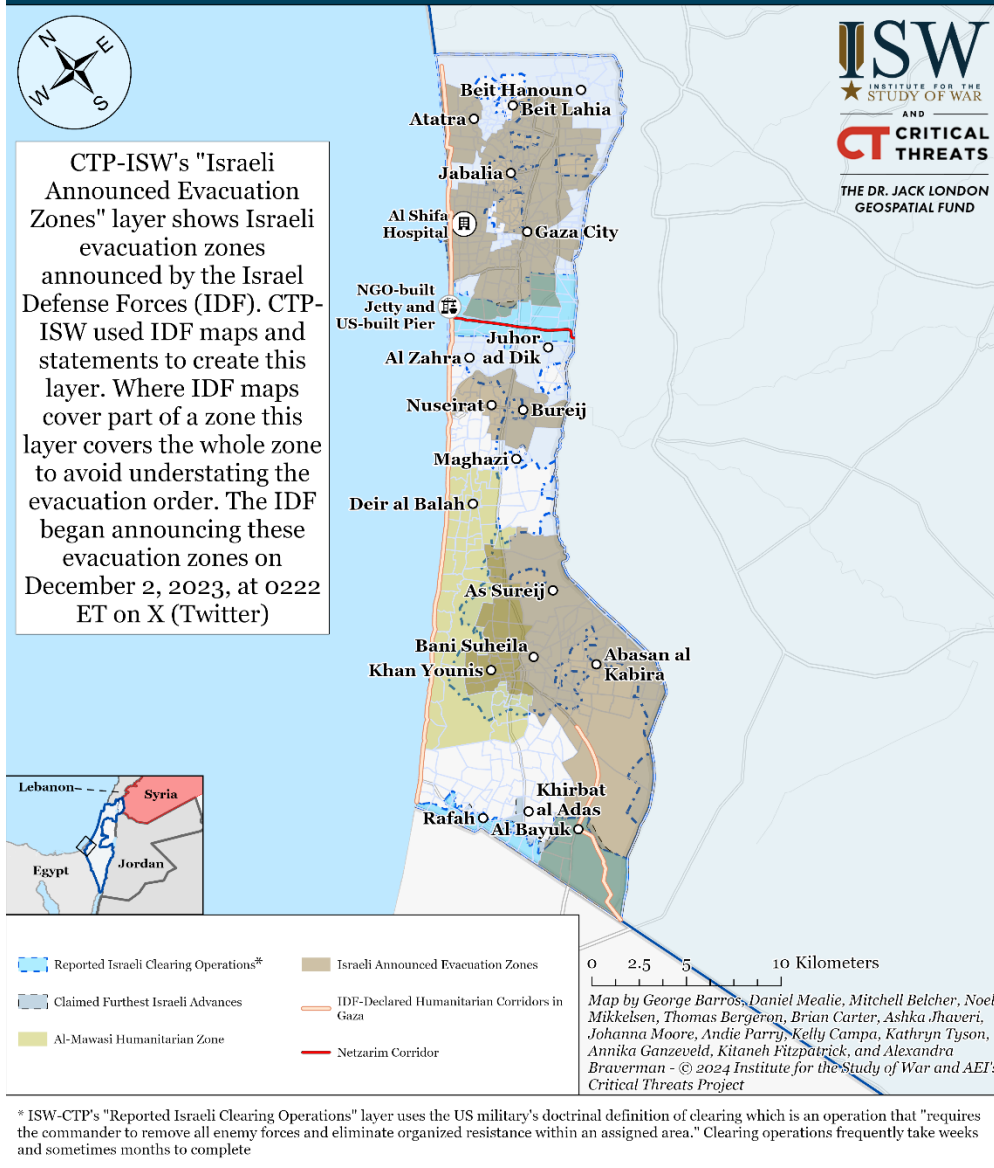 N
E
W
S
ISW
INSTITUTE FOR THE
STUDY OF WAR
AND
CT CRITICAL
THREATS
THE DR. JACK LONDON
GEOSPATIAL FUND
CTP-ISW's "Israeli
Announced Evacuation
Zones" layer shows Israeli
evacuation zones
announced by the Israel
Defense Forces (IDF). CTP-
ISW used IDF maps and
statements to create this
layer. Where IDF maps
cover part of a zone this
layer covers the whole zone
to avoid understating the
evacuation order. The IDF
began announcing these
evacuation zones on
December 2, 2023, at 0222
ET on X (Twitter)
Beit Hanoun
Beit Lahia
Atatra
Jabalia
Al Shifa
Hospital
Gaza City
NGO-built
Jetty and
US-built Pier
Juhor
ad Dik
Al Zahra
Nuseirat
Bureij
Maghazi
Deir al Balah
As Sureij
Bani Suheila
Khan Younis
Abasan al
Kabira
Khirbat
al Adas
Rafah
Al Bayuk
Lebanon
Syria
Jordan
Egypt
Reported Israeli Clearing Operations*
Claimed Furthest Israeli Advances
Al-Mawasi Humanitarian Zone
Israeli Announced Evacuation Zones
IDF-Declared Humanitarian Corridors in
Gaza
Netzarim Corridor
0 2.5 5 10 Kilometers
Map by George Barros, Daniel Mealie, Mitchell Belcher, Noel
Mikkelsen, Thomas Bergeron, Brian Carter, Ashka Jhaveri,
Johanna Moore, Andie Parry, Kelly Campa, Kathryn Tyson,
Annika Ganzeveld, Kitaneh Fitzpatrick, and Alexandra
Braverman - © 2024 Institute for the Study of War and AEI's
Critical Threats Project
* ISW-CTP's "Reported Israeli Clearing Operations" layer uses the US military's doctrinal definition of clearing which is an operation that "requires
the commander to remove all enemy forces and eliminate organized resistance within an assigned area." Clearing operations frequently take weeks
and sometimes months to complete